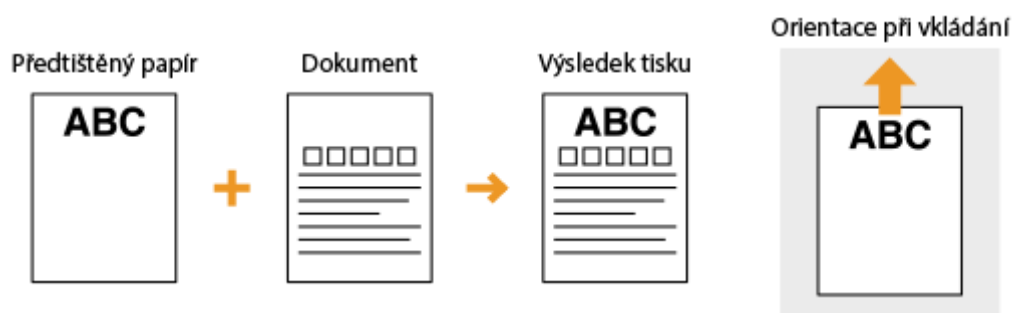 Orientace při vkládání
Předtištěný papír
Dokument
Výsledek tisku
ABC
ABC
ABC